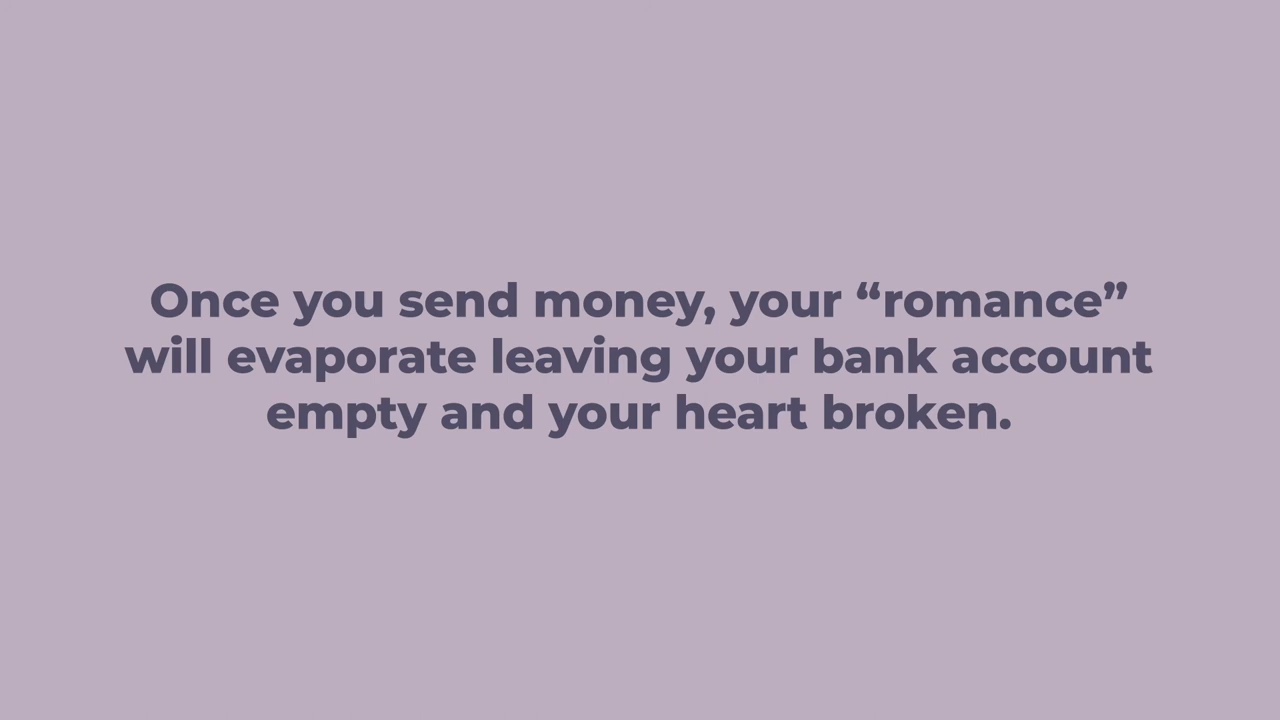 Once you send money, your “romance”
will evaporate leaving your bank account
empty and your heart broken.